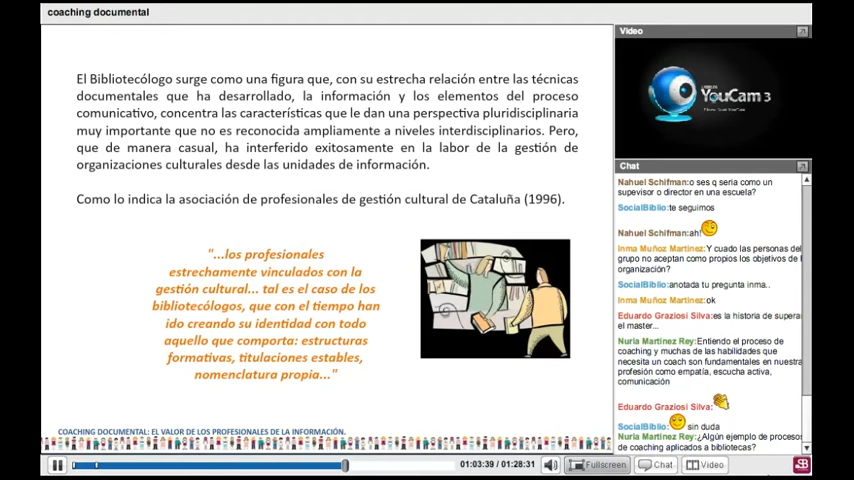 coaching documental
El Bibliotecólogo surge como una figura que, con su estrecha relación entre las técnicas
documentales que ha desarrollado, la información y los elementos del proceso
comunicativo, concentra las características que le dan una perspectiva pluridisciplinaria
muy importante que no es reconocida ampliamente a niveles interdisciplinarios. Pero,
que de manera casual, ha interferido exitosamente en la labor de la gestión de
organizaciones culturales desde las unidades de información.
Como lo indica la asociación de profesionales de gestión cultural de Cataluña (1996).
"...los profesionales
estrechamente vinculados con la
gestión cultural... tal es el caso de los
bibliotecólogos, que con el tiempo han
ido creando su identidad con todo
aquello que comporta: estructuras
formativas, titulaciones estables,
nomenclatura propia..."
COACHING DOCUMENTAL: EL VALOR DE LOS PROFESIONALES DE LA INFORMACIÓN.
Video
CyberLink
YouCam 3
Chat
Nahuel Schifman:o ses q seria como un
supevisor o director en una escuela?
SocialBiblio:te seguimos
Nahuel Schifman:ah!
Inma Muñoz Martínez:Y cuado las personas del
grupo no aceptan como propios los objetivos de l
organización?
SocialBiblio:anotada tu pregunta inma..
Inma Muñoz Martínez:ok
Eduardo Graziosi Silva:es la historia de supera
el master...
Nuria Martínez Rey:Entiendo el proceso de
coaching y muchas de las habilidades que
necesita un coach son fundamentales en nuestra
profesión como empatía, escucha activa,
comunicación
Eduardo Graziosi Silva:
SocialBiblio: sin duda
Nuria Martínez Rey:¿Algún ejemplo de procesos
de coaching aplicados a bibliotecas?
01:03:39 / 01:28:31
Fullscreen
Chat
Video
SB